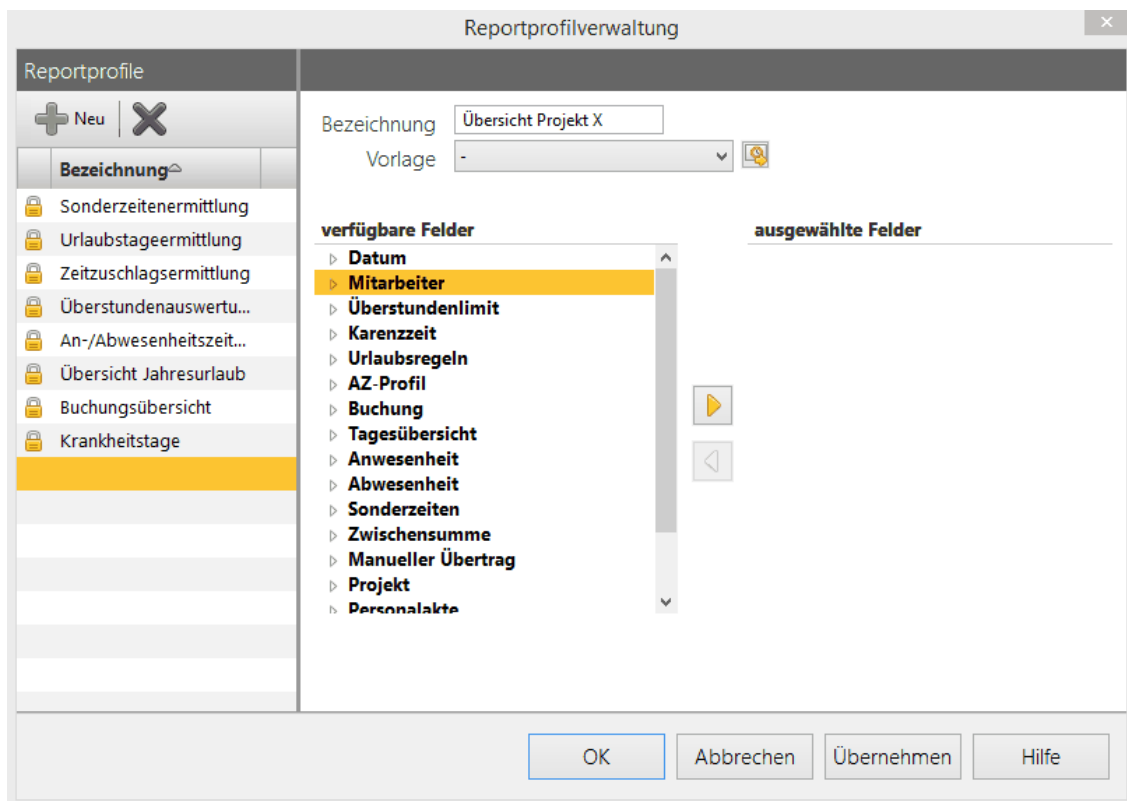 Reportprofilverwaltung
Reportprofile
Neu
Bezeichnung
Sonderzeitenermittlung
Urlaubstageermittlung
Zeitzuschlagsermittlung
Überstundenauswertu...
An-/Abwesenheitszeit...
Übersicht Jahresurlaub
Buchungsübersicht
Krankheitstage
Bezeichnung Übersicht Projekt X
Vorlage -
verfügbare Felder
Datum
Mitarbeiter
Überstundenlimit
Karenzzeit
Urlaubsregeln
AZ-Profil
Buchung
Tagesübersicht
Anwesenheit
Abwesenheit
Sonderzeiten
Zwischensumme
Manueller Übertrag
Projekt
Personalakte
ausgewählte Felder
OK Abbrechen Übernehmen Hilfe